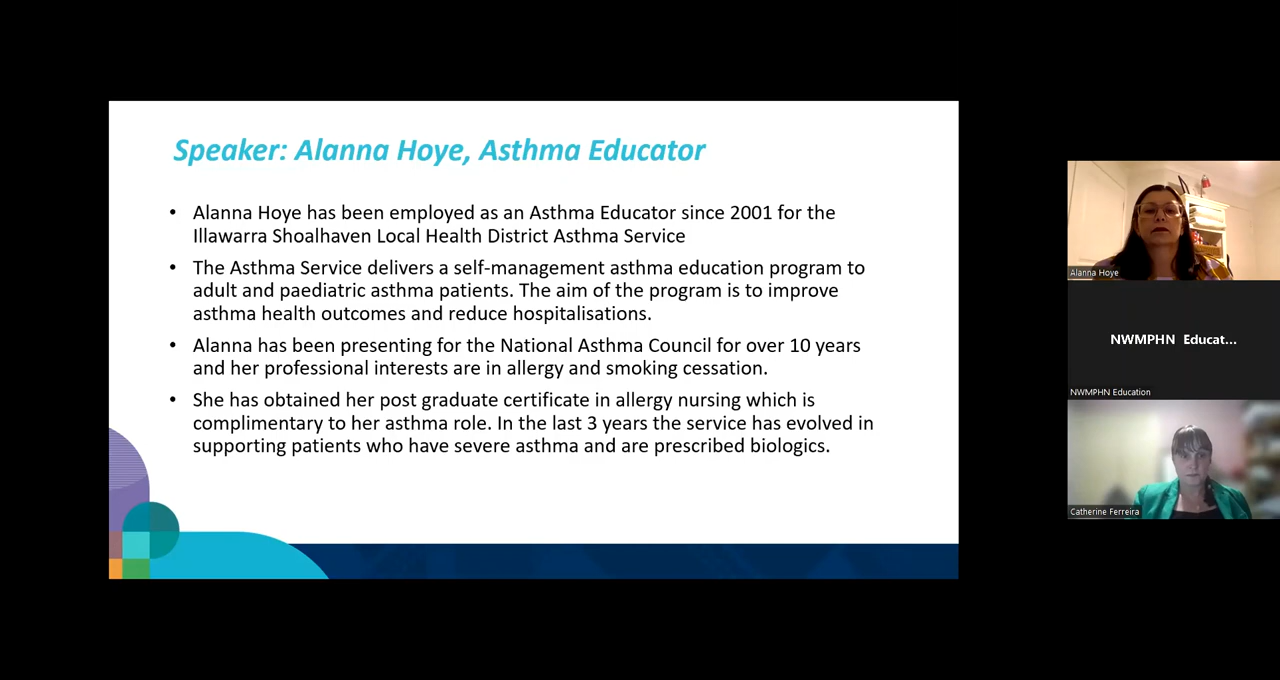 Speaker: Alanna Hoye, Asthma Educator
• Alanna Hoye has been employed as an Asthma Educator since 2001 for the
Illawarra Shoalhaven Local Health District Asthma Service
• The Asthma Service delivers a self-management asthma education program to
adult and paediatric asthma patients. The aim of the program is to improve
asthma health outcomes and reduce hospitalisations.
• Alanna has been presenting for the National Asthma Council for over 10 years
and her professional interests are in allergy and smoking cessation.
• She has obtained her post graduate certificate in allergy nursing which is
complimentary to her asthma role. In the last 3 years the service has evolved in
supporting patients who have severe asthma and are prescribed biologics.
Alanna Hoye
NWMPHN Educat...
NWMPHN Education
Catherine Ferreira